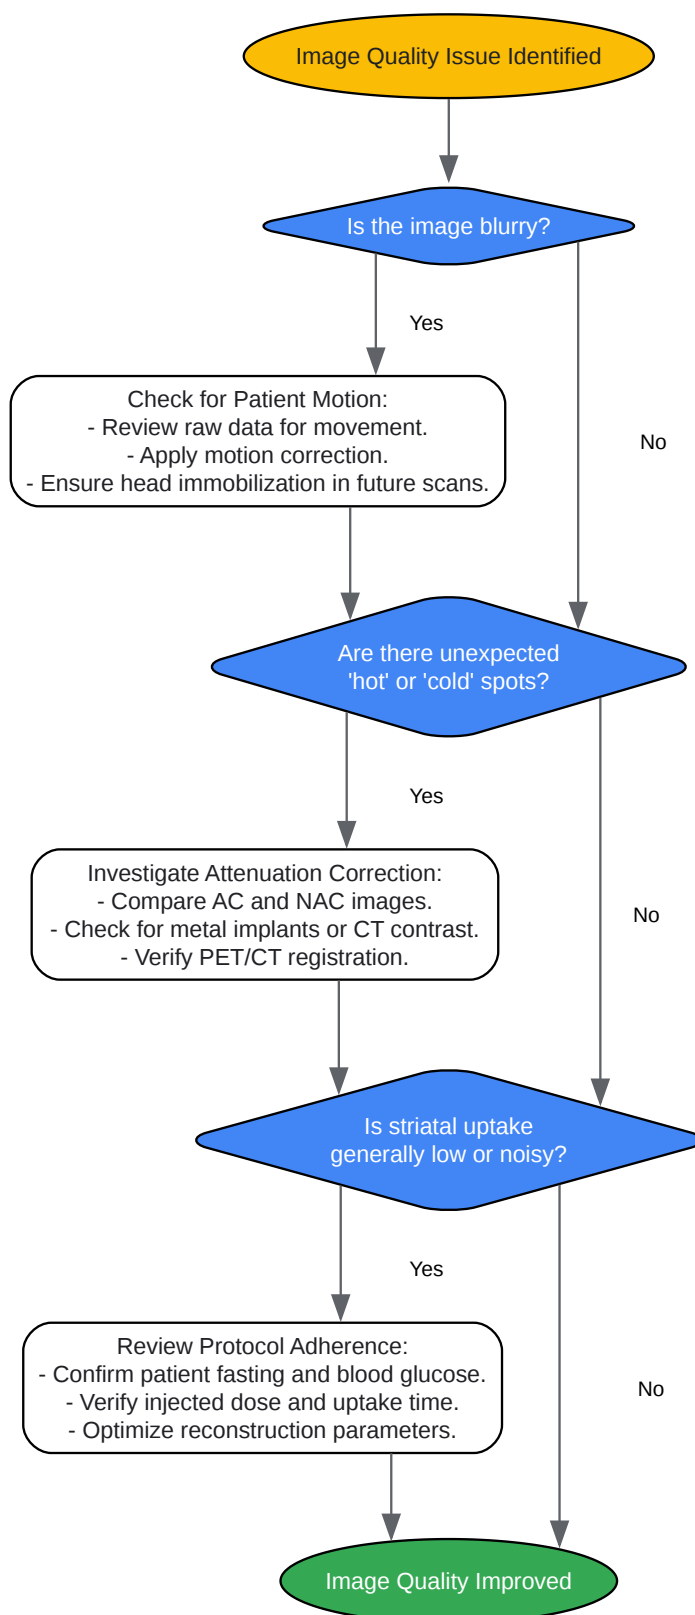 Image Quality Issue Identified
Is the image blurry?
Yes
Check for Patient Motion:
- Review raw data for movement.
- Apply motion correction.
- Ensure head immobilization in future scans.
No
Are there unexpected
'hot' or 'cold' spots?
Yes
Investigate Attenuation Correction:
- Compare AC and NAC images.
- Check for metal implants or CT contrast.
- Verify PET/CT registration.
No
Is striatal uptake
generally low or noisy?
Yes
Review Protocol Adherence:
- Confirm patient fasting and blood glucose.
- Verify injected dose and uptake time.
- Optimize reconstruction parameters.
No
Image Quality Improved